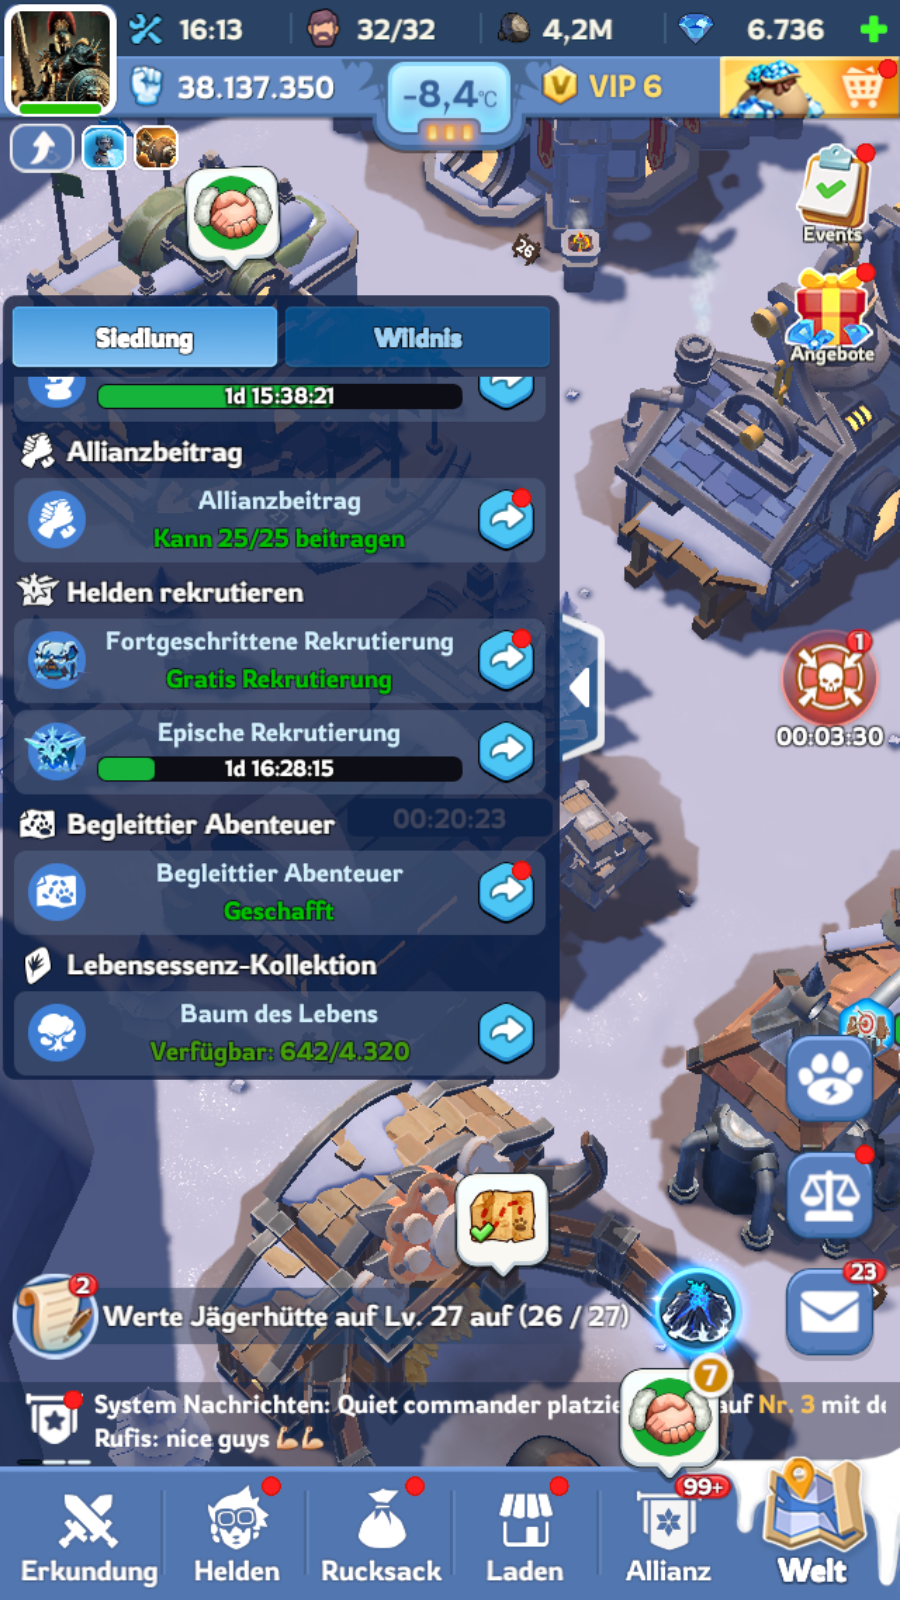 16:13
32/32
4,2M
6.736
38.137.350
-8,4°C
VIP 6
Events
26
Angebote
Siedlung
Wildnis
1d 15:38:21
Allianzbeitrag
Allianzbeitrag
Kann 25/25 beitragen
Helden rekrutieren
Fortgeschrittene Rekrutierung
Gratis Rekrutierung
1
00:03:30
Epische Rekrutierung
1d 16:28:15
Begleittier Abenteuer
00:20:23
Begleittier Abenteuer
Geschafft
Lebensessenz-Kollektion
Baum des Lebens
Verfügbar: 642/4.320
2
Werte Jägerhütte auf Lv. 27 auf (26 / 27)
23
7
System Nachrichten: Quiet commander platzie auf Nr. 3 mit de
Rufis: nice guys 💪💪
99+
Erkundung
Helden
Rucksack
Laden
Allianz
Welt